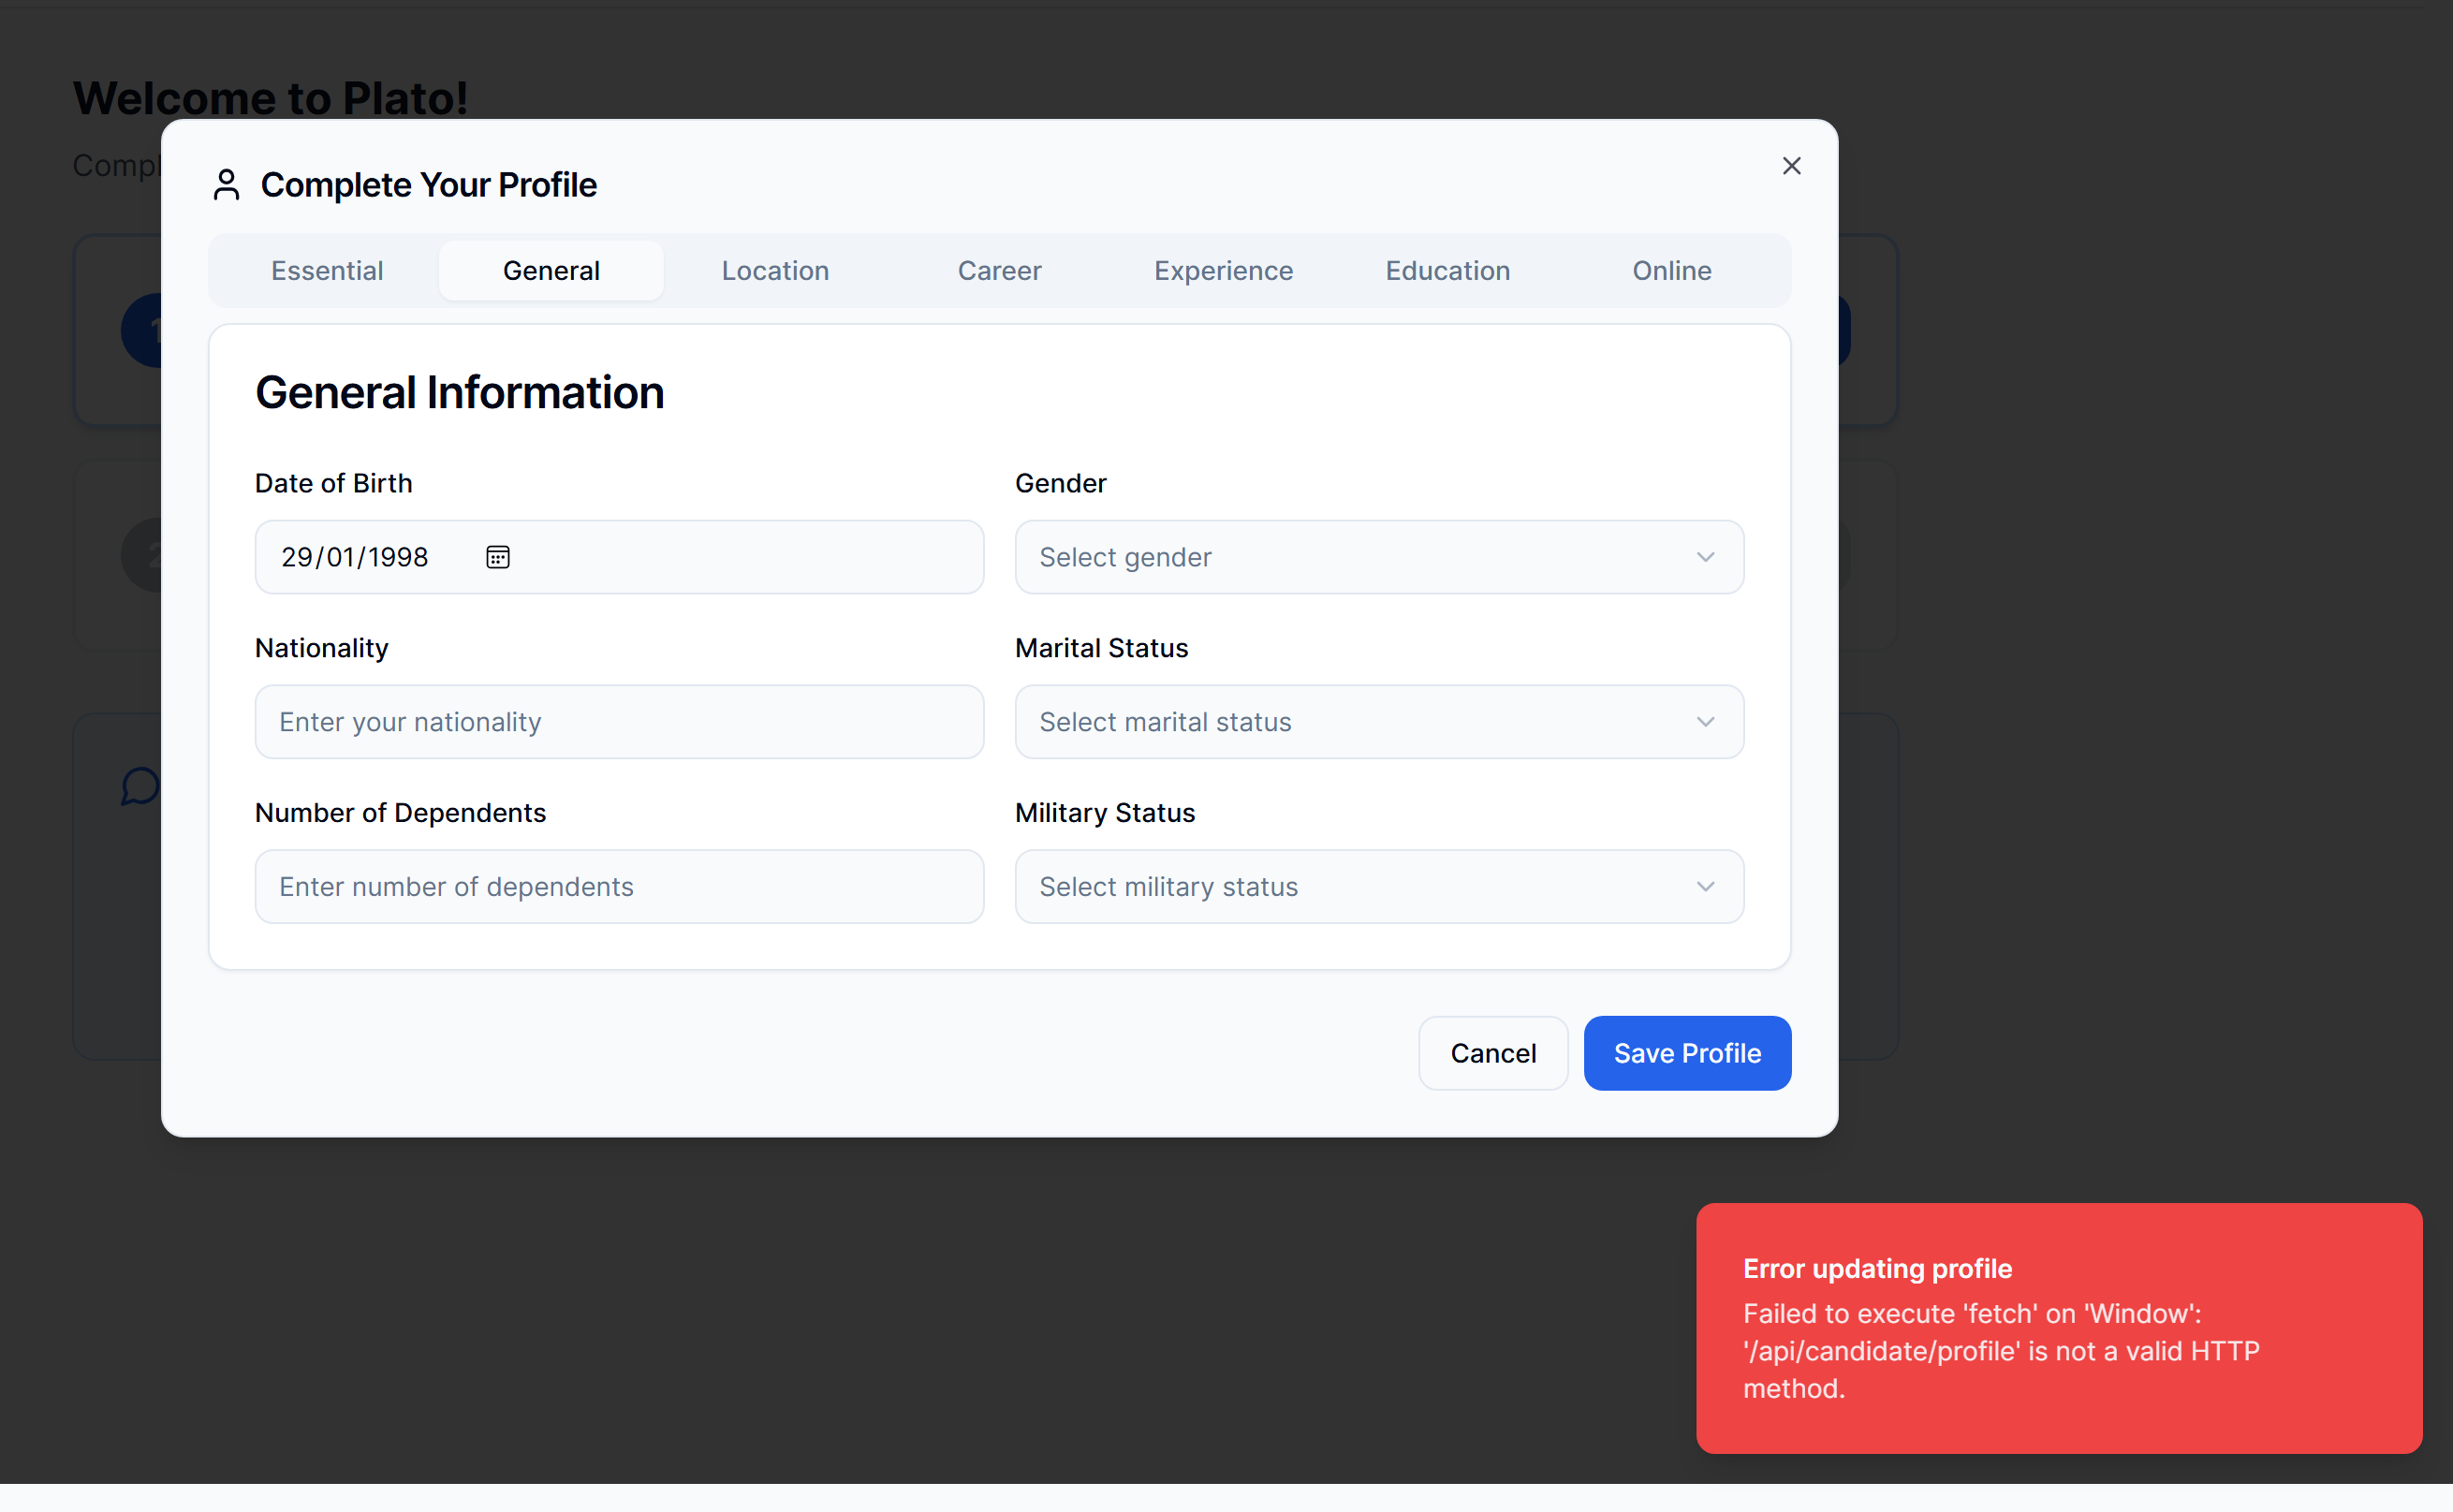 Welcome to Plato!
Compl
Complete Your Profile
Essential General Location Career Experience Education Online
1
General Information
Date of Birth Gender
29/01/1998 Select gender
2
Nationality Marital Status
Enter your nationality Select marital status
Number of Dependents Military Status
Enter number of dependents Select military status
Cancel Save Profile
Error updating profile
Failed to execute 'fetch' on 'Window':
'/api/candidate/profile' is not a valid HTTP
method.